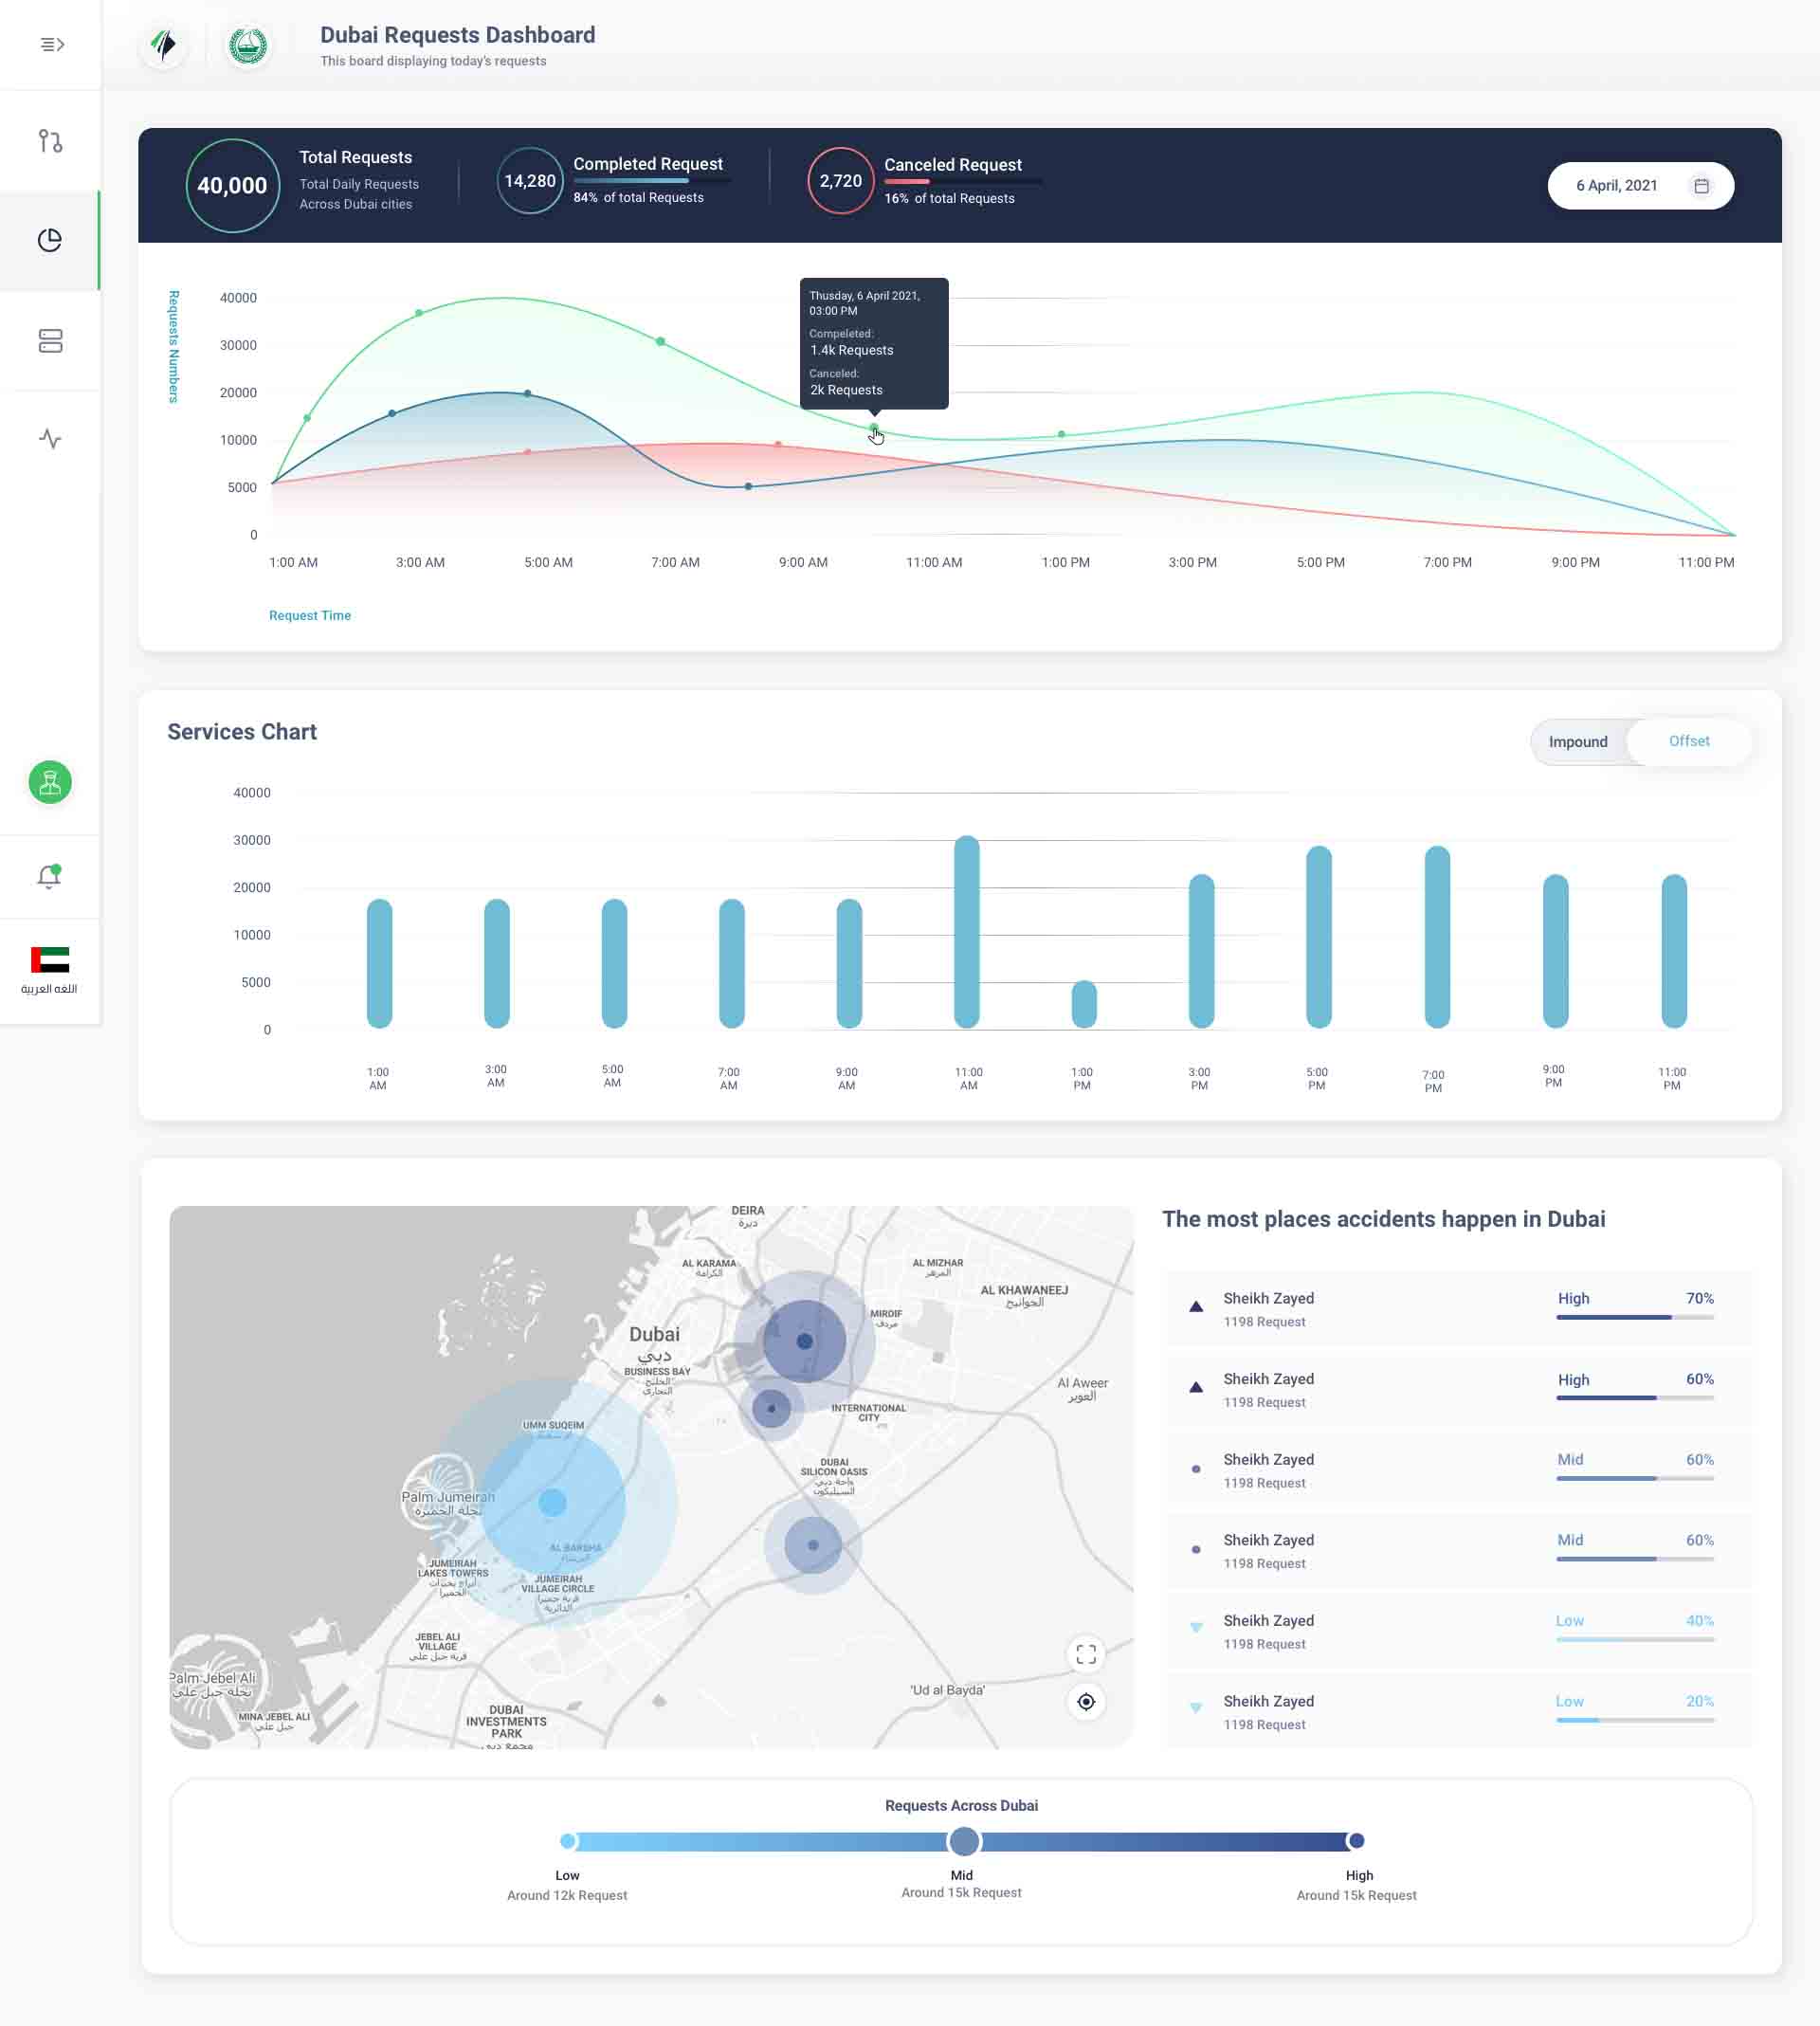 Dubai Requests Dashboard
This board displaying today's requests
اللغه العربية
40,000
Total Requests
Total Daily Requests
Across Dubai cities
14,280
Completed Request
84% of total Requests
2,720
Canceled Request
16% of total Requests
6 April, 2021
Requests Numbers
40000
30000
20000
10000
5000
0
Thusday, 6 April 2021,
03:00 PM
Compeleted:
1.4k Requests
Canceled:
2k Requests
1:00 AM
3:00 AM
5:00 AM
7:00 AM
9:00 AM
11:00 AM
1:00 PM
3:00 PM
5:00 PM
7:00 PM
9:00 PM
11:00 PM
Request Time
Services Chart
Impound
Offset
40000
30000
20000
10000
5000
0
1:00
AM
3:00
AM
5:00
AM
7:00
AM
9:00
AM
11:00
AM
1:00
PM
3:00
PM
5:00
PM
7:00
PM
9:00
PM
11:00
PM
DEIRA
ديرة
AL KARAMA
الكرامة
AL MIZHAR
المزهر
AL KHAWANEEJ
الخوانيج
MIRDIF
مردف
Dubai
دبي
BUSINESS BAY
الخليج
التجاري
Al Aweer
العوير
INTERNATIONAL
CITY
UMM SUQEIM
DUBAI
SILICON OASIS
واحة دبي
السيليكون
Palm Jumeirah
نخلة الجميرة
AL BARSHA
البرشاء
JUMEIRAH
LAKES TOWERS
أبراج بحيرات
الجميرا
JUMEIRAH
VILLAGE CIRCLE
قرية جميرا
الدائرية
JEBEL ALI
VILLAGE
قرية جبل علي
Palm Jebel Ali
نخلة جبل علي
MINA JEBEL ALI
جبل علي
DUBAI
INVESTMENTS
PARK
مجمع دبي
'Ud al Bayda'
The most places accidents happen in Dubai
Sheikh Zayed
1198 Request
High
70%
Sheikh Zayed
1198 Request
High
60%
Sheikh Zayed
1198 Request
Mid
60%
Sheikh Zayed
1198 Request
Mid
60%
Sheikh Zayed
1198 Request
Low
40%
Sheikh Zayed
1198 Request
Low
20%
Requests Across Dubai
Low
Around 12k Request
Mid
Around 15k Request
High
Around 15k Request